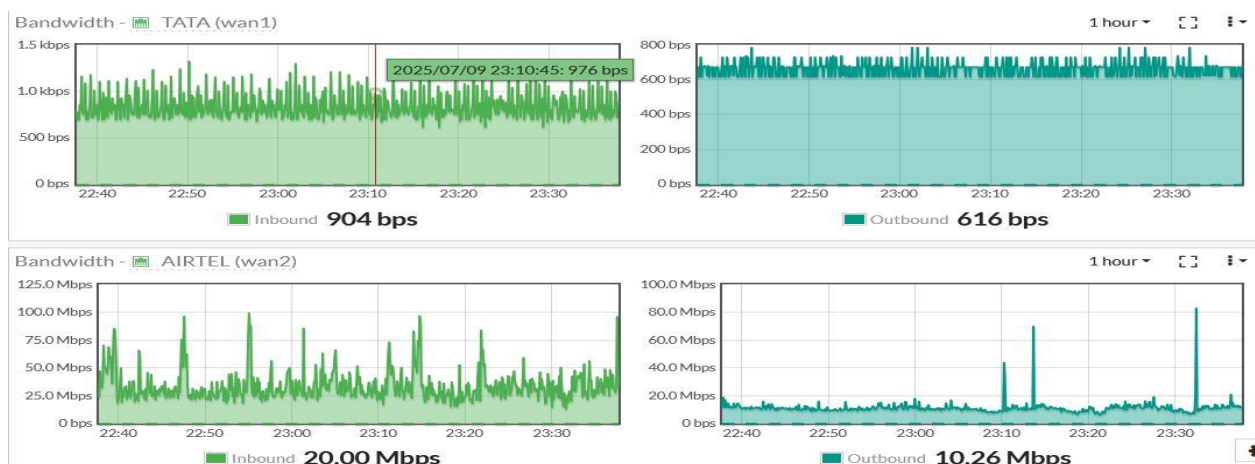 Bandwidth - TATA (wan1) 1 hour
1.5 kbps
1.0 kbps
500 bps
0 bps
2025/07/09 23:10:45: 976 bps
22:40 22:50 23:00 23:10 23:20 23:30
Inbound 904 bps
1 hour
800 bps
600 bps
400 bps
200 bps
0 bps
22:40 22:50 23:00 23:10 23:20 23:30
Outbound 616 bps
Bandwidth - AIRTEL (wan2)
125.0 Mbps
100.0 Mbps
75.0 Mbps
50.0 Mbps
25.0 Mbps
0 bps
22:40 22:50 23:00 23:10 23:20 23:30
Inbound 20.00 Mbps
1 hour
100.0 Mbps
80.0 Mbps
60.0 Mbps
40.0 Mbps
20.0 Mbps
0 bps
22:40 22:50 23:00 23:10 23:20 23:30
Outbound 10.26 Mbps